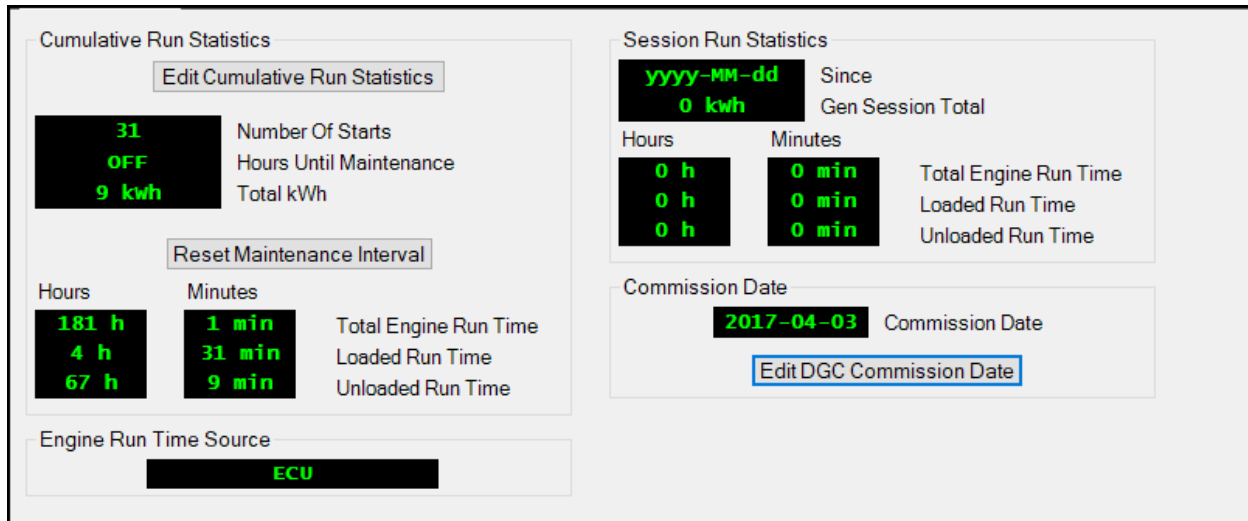 Cumulative Run Statistics
Edit Cumulative Run Statistics
31 Number Of Starts
OFF Hours Until Maintenance
9 kWh Total kWh
Reset Maintenance Interval
Hours Minutes
181 h 1 min Total Engine Run Time
4 h 31 min Loaded Run Time
67 h 9 min Unloaded Run Time
Engine Run Time Source
ECU
Session Run Statistics
yyyy-MM-dd Since
0 kWh Gen Session Total
Hours Minutes
0 h 0 min Total Engine Run Time
0 h 0 min Loaded Run Time
0 h 0 min Unloaded Run Time
Commission Date
2017-04-03 Commission Date
Edit DGC Commission Date